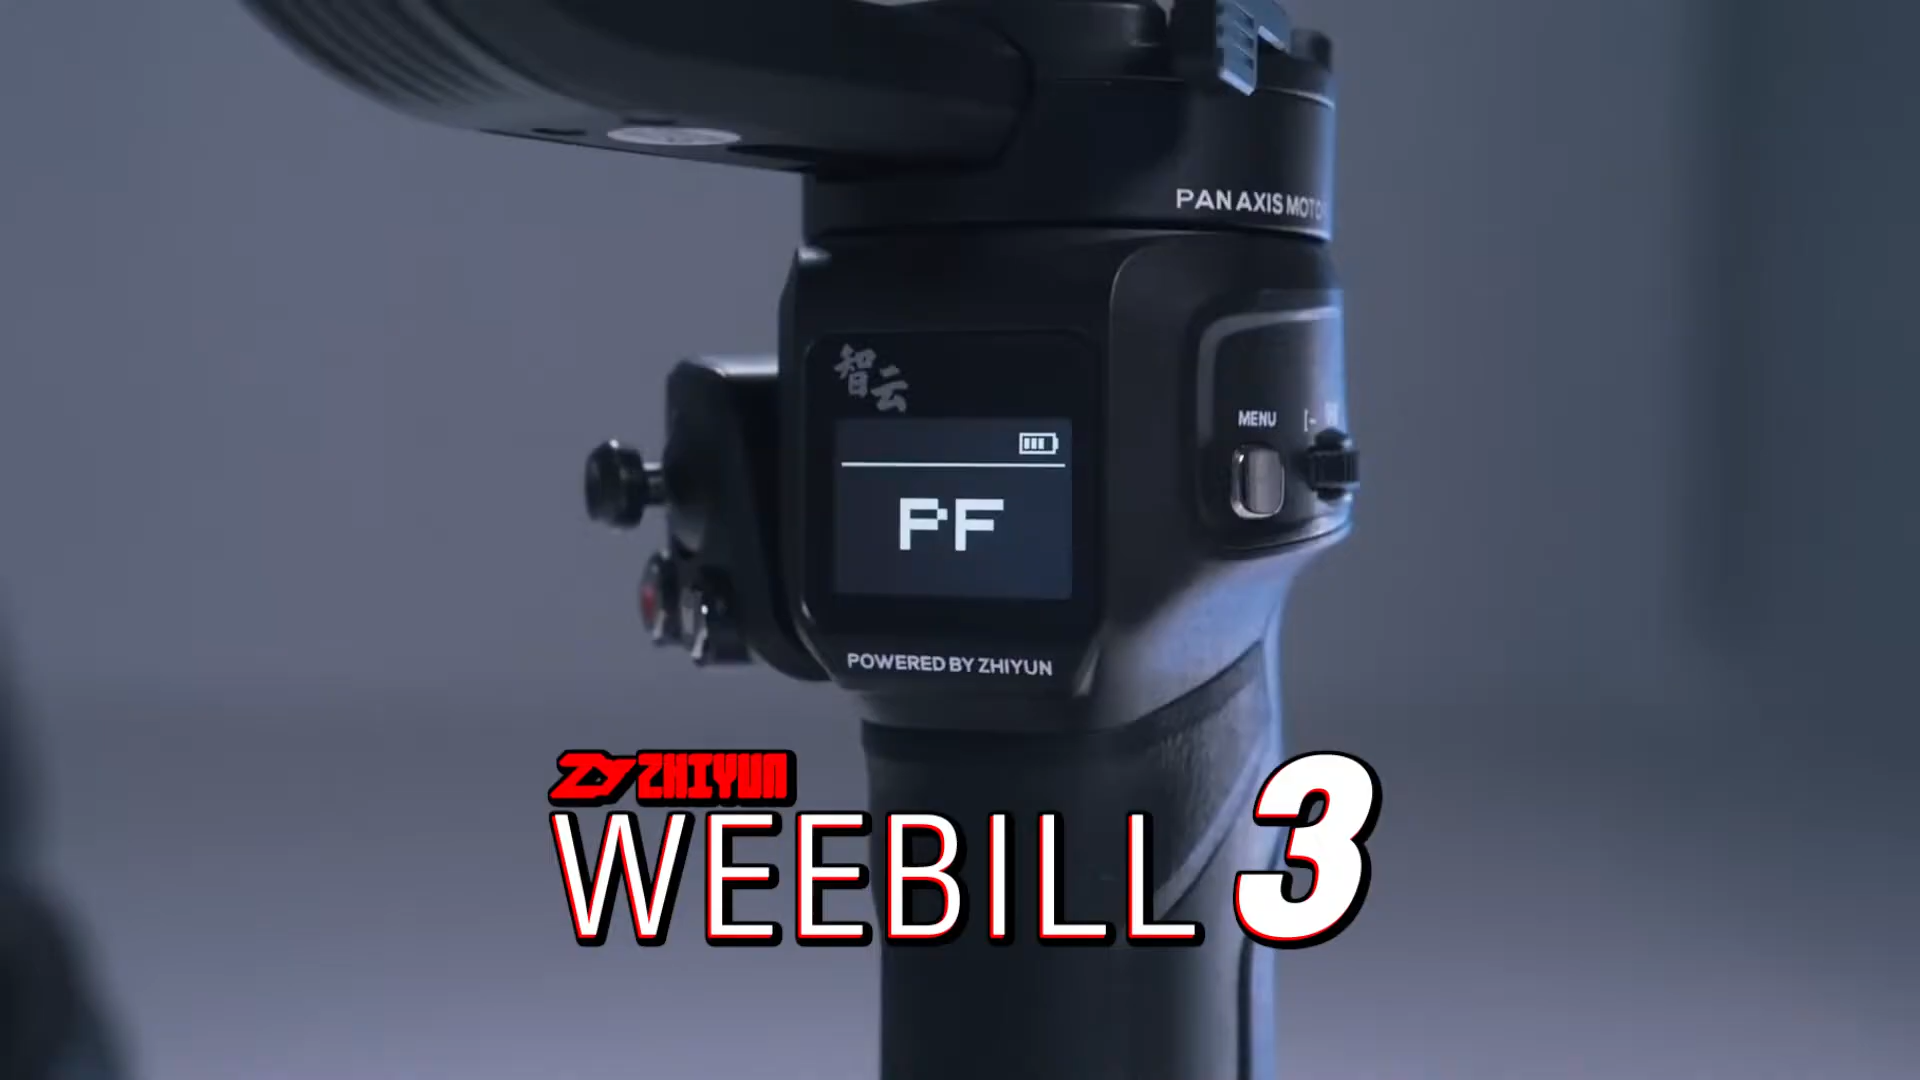 PAN AXIS MOTO
智云
MENU
PF
POWERED BY ZHIYUN
ZY ZHIYUN
WEEBILL 3